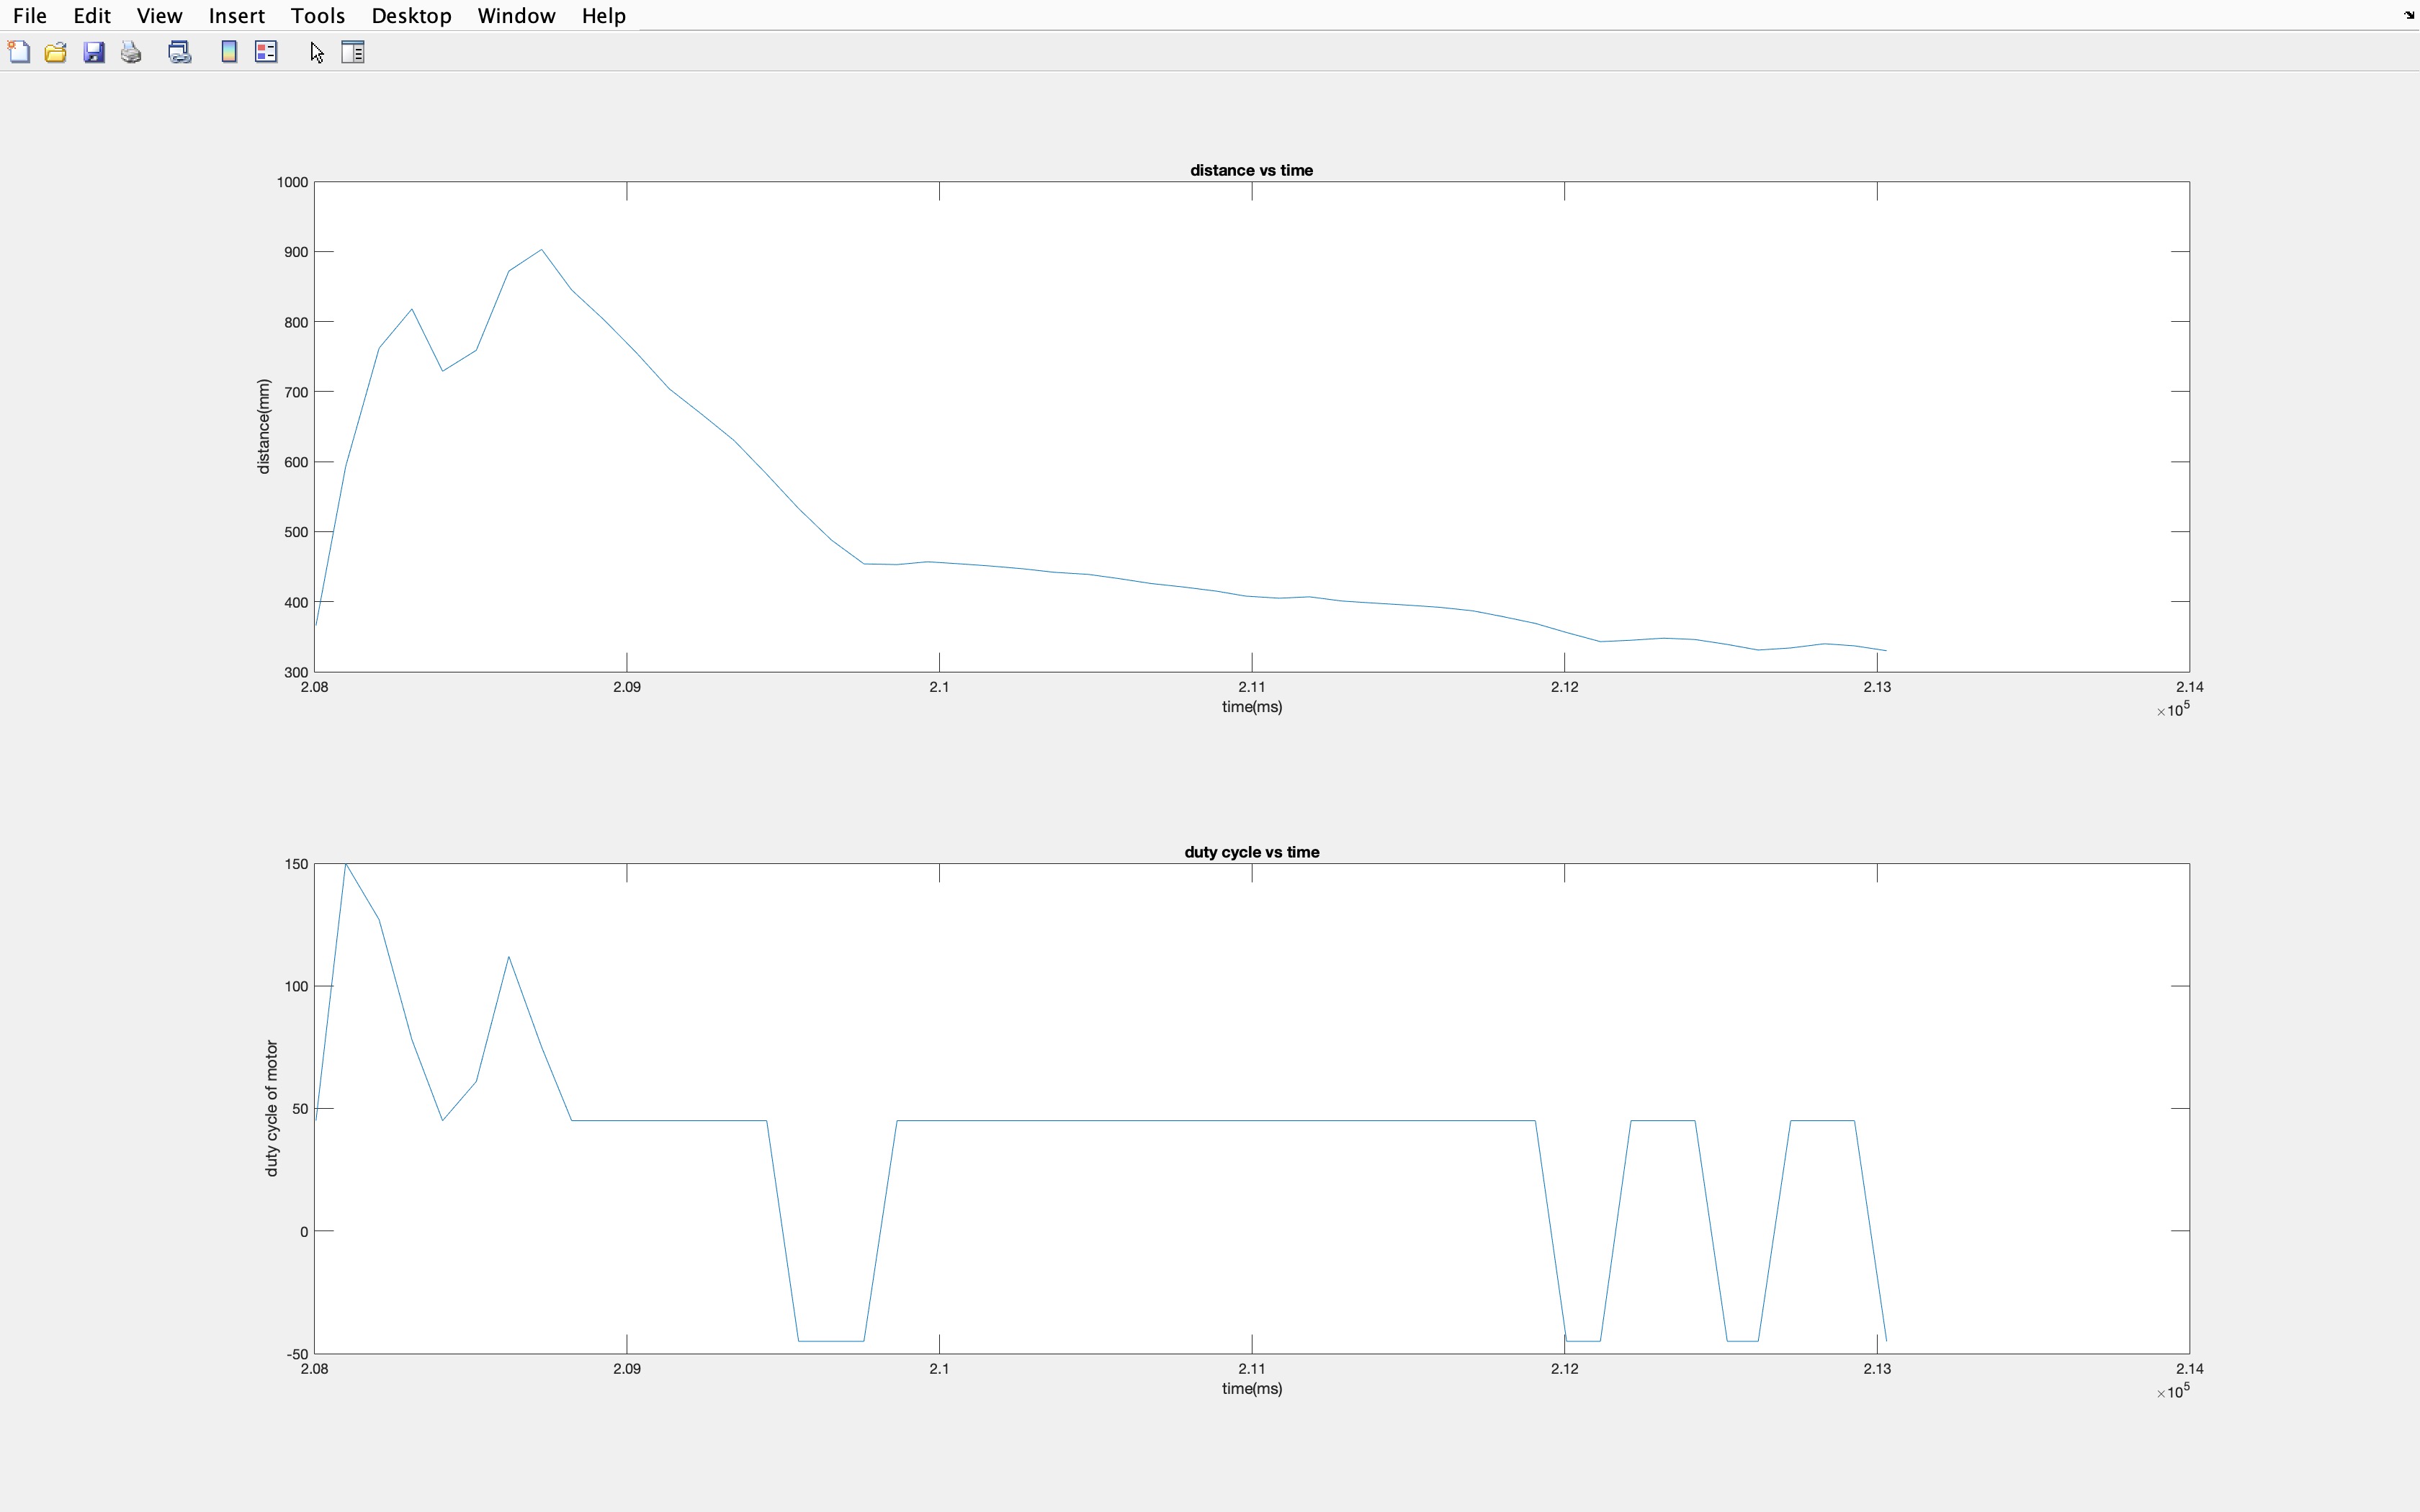 File Edit View Insert Tools Desktop Window Help
distance vs time
1000
900
800
700
600
500
400
300
distance(mm)
2.08 2.09 2.1 2.11 2.12 2.13 2.14
time(ms)
×10^5
duty cycle vs time
150
100
50
0
-50
duty cycle of motor
2.08 2.09 2.1 2.11 2.12 2.13 2.14
time(ms)
×10^5